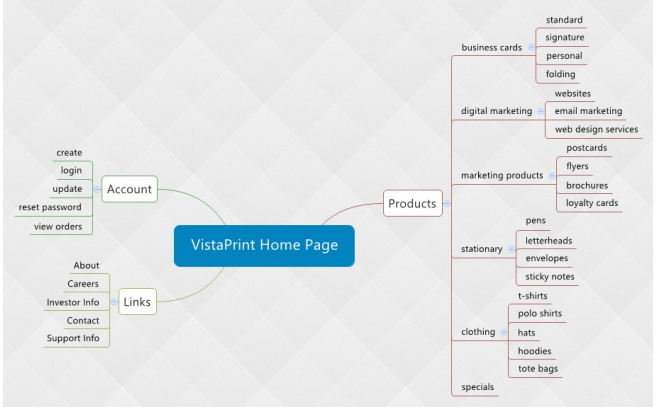 VistaPrint Home Page
Account
create
login
update
reset password
view orders
Links
About
Careers
Investor Info
Contact
Support Info
Products
business cards
standard
signature
personal
folding
digital marketing
websites
email marketing
web design services
marketing products
postcards
flyers
brochures
loyalty cards
stationary
pens
letterheads
envelopes
sticky notes
clothing
t-shirts
polo shirts
hats
hoodies
tote bags
specials